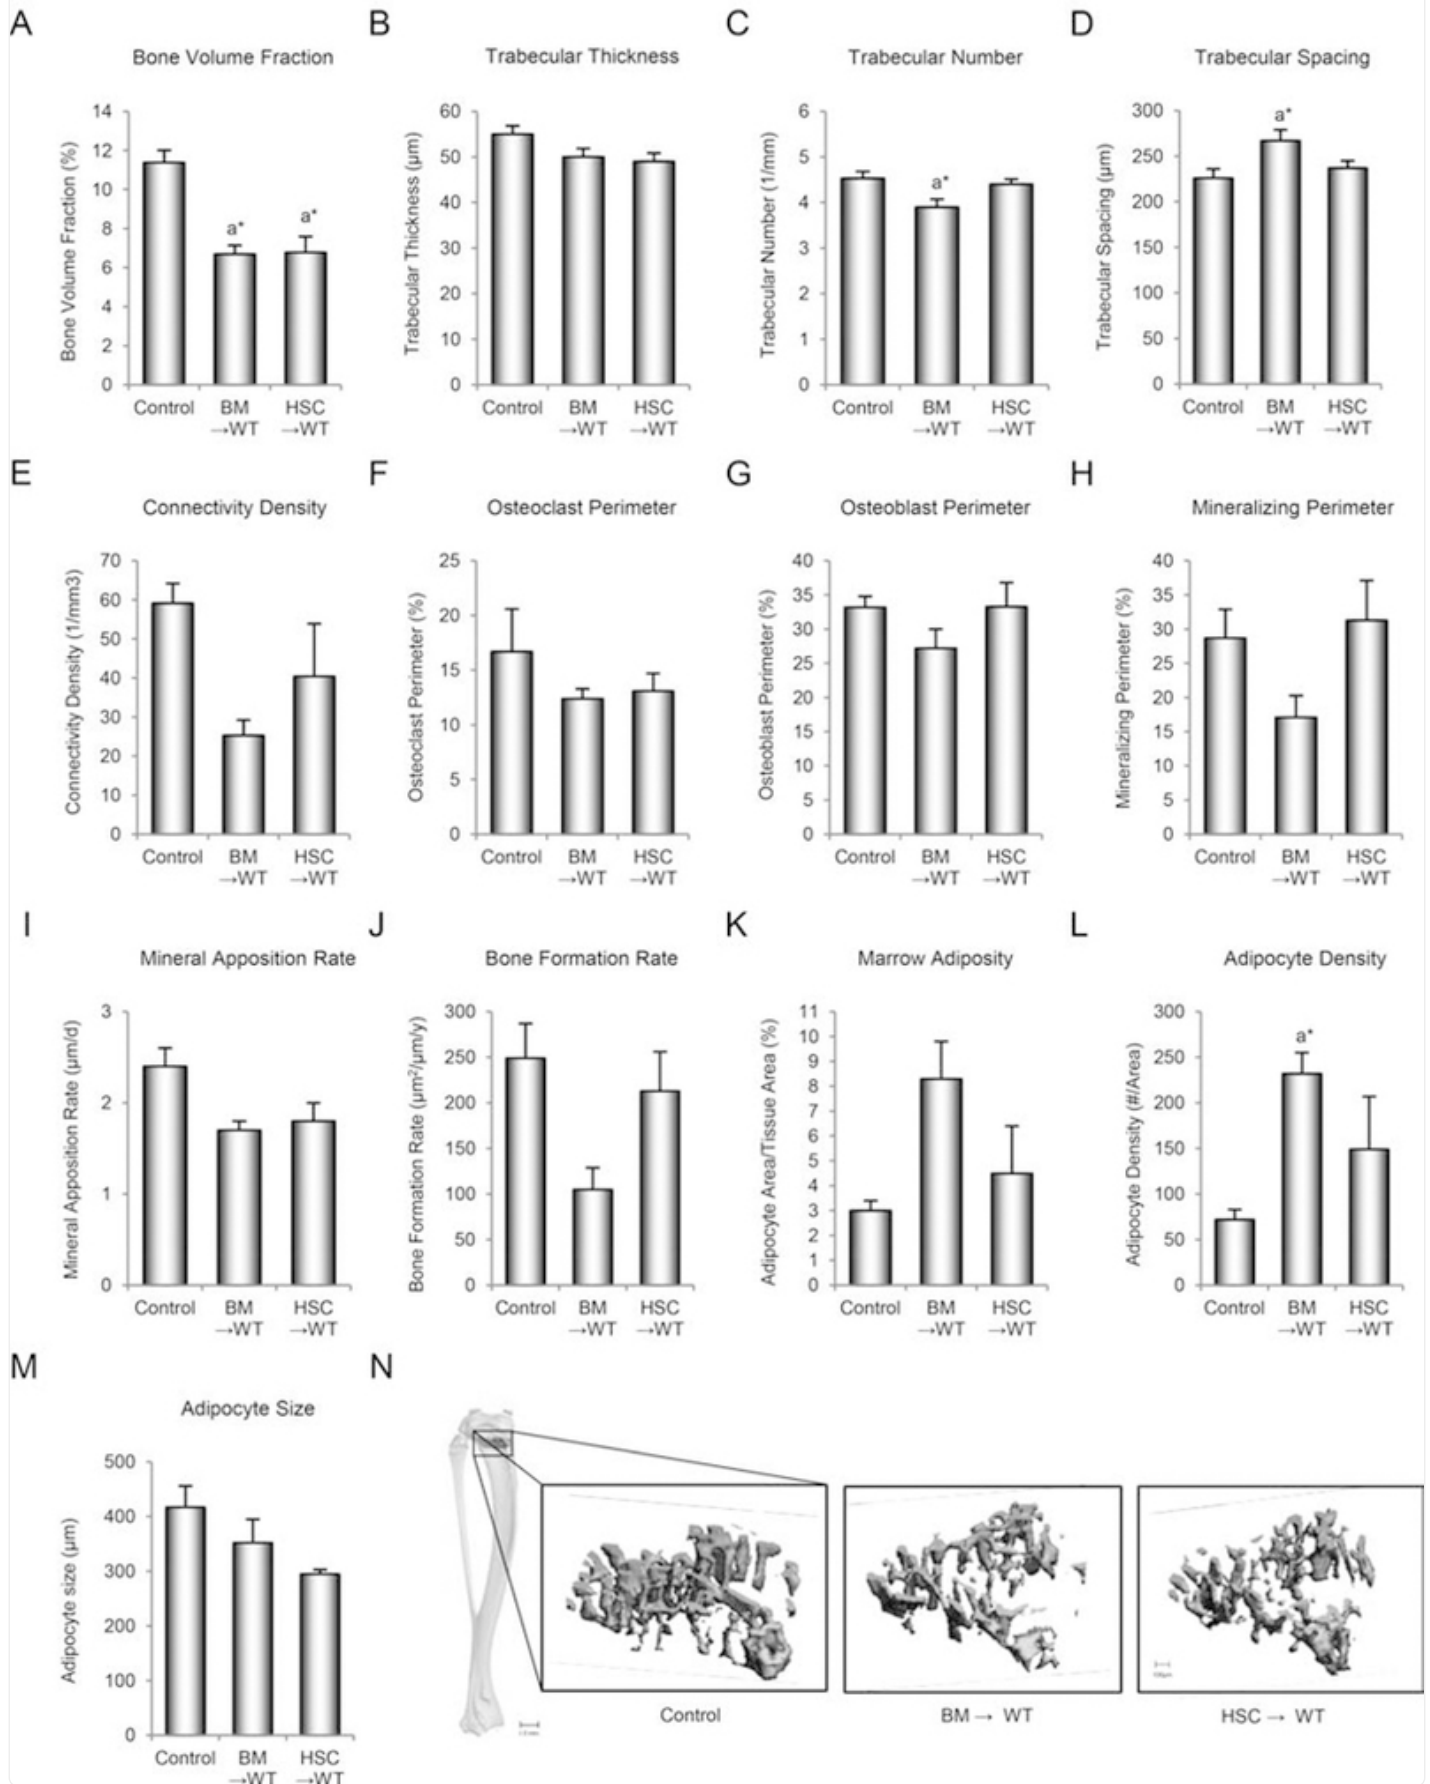 A
Bone Volume Fraction
Bone Volume Fraction (%)
14
12
10
8
6
4
2
0
a*
a*
Control
BM
→WT
HSC
→WT
B
Trabecular Thickness
Trabecular Thickness (µm)
60
50
40
30
20
10
0
Control
BM
→WT
HSC
→WT
C
Trabecular Number
Trabecular Number (1/mm)
6
5
4
3
2
1
0
a*
Control
BM
→WT
HSC
→WT
D
Trabecular Spacing
Trabecular Spacing (µm)
300
250
200
150
100
50
0
a*
Control
BM
→WT
HSC
→WT
E
Connectivity Density
Connectivity Density (1/mm3)
70
60
50
40
30
20
10
0
Control
BM
→WT
HSC
→WT
F
Osteoclast Perimeter
Osteoclast Perimeter (%)
25
20
15
10
5
0
Control
BM
→WT
HSC
→WT
G
Osteoblast Perimeter
Osteoblast Perimeter (%)
40
35
30
25
20
15
10
5
0
Control
BM
→WT
HSC
→WT
H
Mineralizing Perimeter
Mineralizing Perimeter (%)
40
35
30
25
20
15
10
5
0
Control
BM
→WT
HSC
→WT
I
Mineral Apposition Rate
Mineral Apposition Rate (µm/d)
3
2
1
0
Control
BM
→WT
HSC
→WT
J
Bone Formation Rate
Bone Formation Rate (µm²/µm/y)
300
250
200
150
100
50
0
Control
BM
→WT
HSC
→WT
K
Marrow Adiposity
Adipocyte Area/Tissue Area (%)
11
10
9
8
7
6
5
4
3
2
1
0
Control
BM
→WT
HSC
→WT
L
Adipocyte Density
Adipocyte Density (#/Area)
300
250
200
150
100
50
0
a*
Control
BM
→WT
HSC
→WT
M
Adipocyte Size
Adipocyte size (µm)
500
400
300
200
100
0
Control
BM
→WT
HSC
→WT
N
Control
BM → WT
HSC → WT